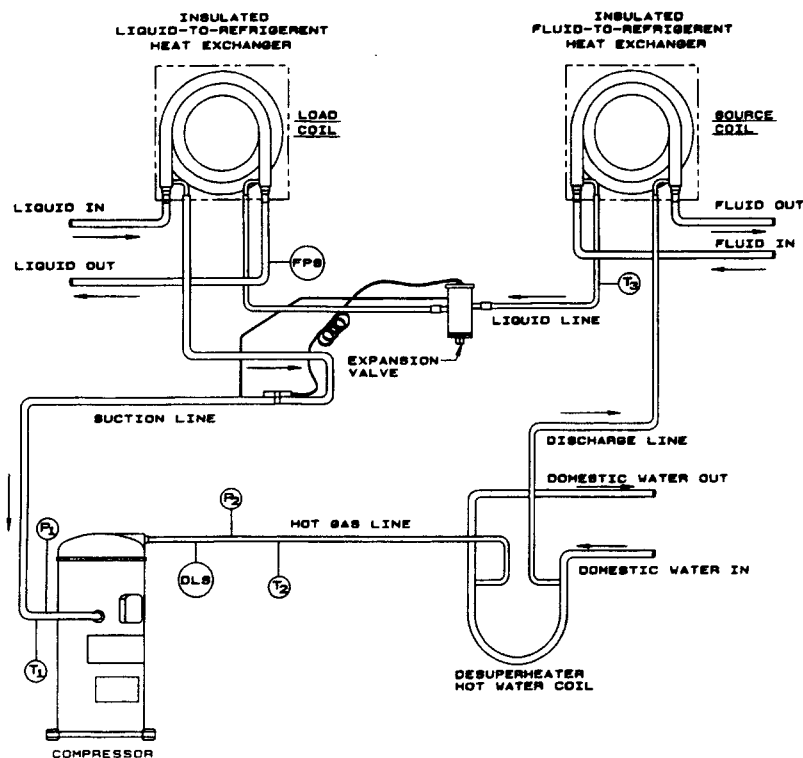 INSULATED
LIQUID-TO-REFRIGERENT
HEAT EXCHANGER
INSULATED
FLUID-TO-REFRIGERENT
HEAT EXCHANGER
LOAD
COIL
SOURCE
COIL
LIQUID IN
FLUID OUT
FLUID IN
LIQUID OUT
FPS
T3
LIQUID LINE
EXPANSION
VALVE
SUCTION LINE
DISCHARGE LINE
DOMESTIC WATER OUT
P2
HOT GAS LINE
P1
DLS
T2
DOMESTIC WATER IN
T1
DESUPERHEATER
HOT WATER COIL
COMPRESSOR